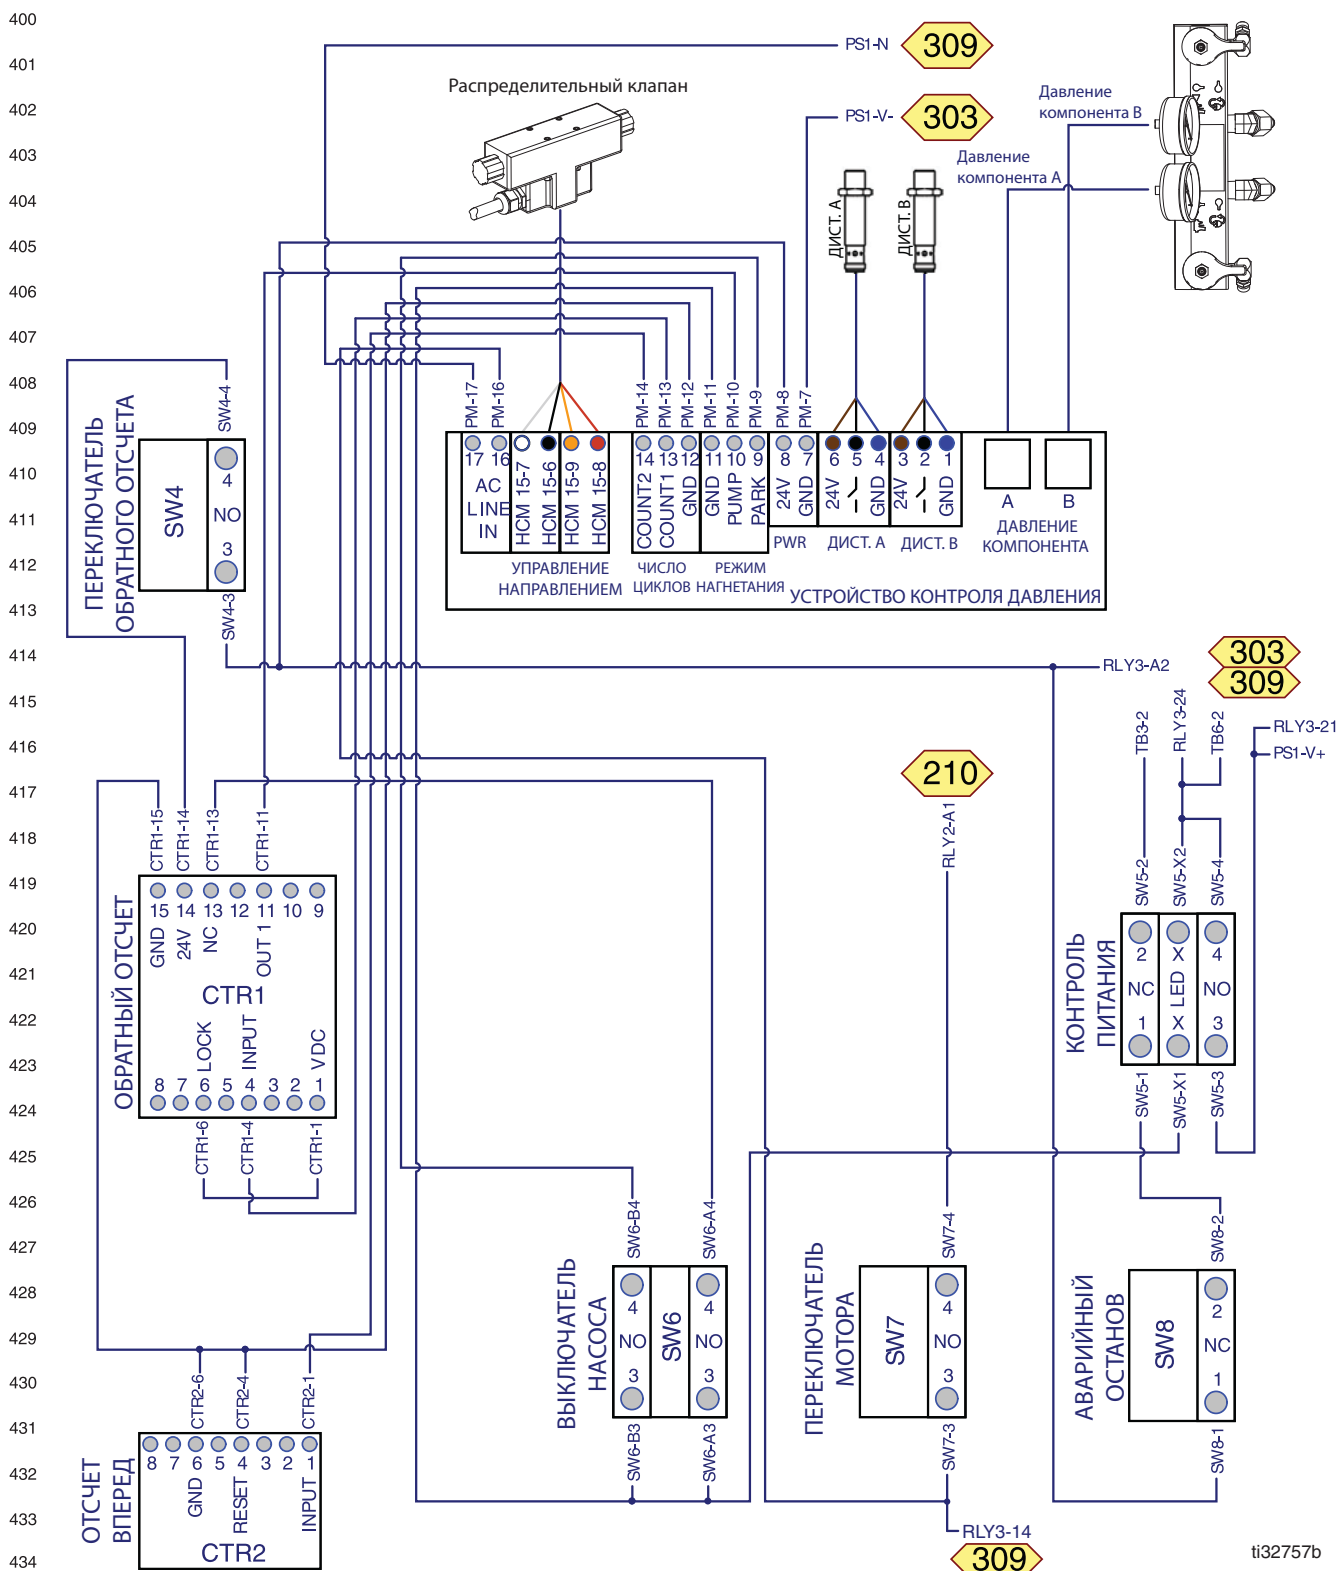 400
401
402
403
404
405
406
407
408
409
410
411
412
413
414
415
416
417
418
419
420
421
422
423
424
425
426
427
428
429
430
431
432
433
434
PS1-N
309
Распределительный клапан
PS1-V-
303
Давление
компонента B
Давление
компонента A
ДИСТ. A
ДИСТ. B
PM-17
PM-16
PM-14
PM-13
PM-12
PM-11
PM-10
PM-9
PM-8
PM-7
17
16
AC
LINE
IN
HCM 15-7
HCM 15-6
HCM 15-9
HCM 15-8
14
13
12
11
10
9
8
7
6
5
4
3
2
1
COUNT2
COUNT1
GND
GND
PUMP
PARK
24V
GND
24V
GND
24V
GND
A
B
ДАВЛЕНИЕ
КОМПОНЕНТА
PWR
ДИСТ. A
ДИСТ. B
УПРАВЛЕНИЕ
НАПРАВЛЕНИЕМ
ЧИСЛО
ЦИКЛОВ
РЕЖИМ
НАГНЕТАНИЯ
УСТРОЙСТВО КОНТРОЛЯ ДАВЛЕНИЯ
ПЕРЕКЛЮЧАТЕЛЬ
ОБРАТНОГО ОТСЧЕТА
SW4-4
SW4
4
NO
3
SW4-3
RLY3-A2
303
309
TB3-2
RLY3-24
TB6-2
RLY3-21
PS1-V+
210
RLY2-A1
CTR1-15
CTR1-14
CTR1-13
CTR1-11
ОБРАТНЫЙ ОТСЧЕТ
15
14
13
12
11
10
9
GND
24V
NC
OUT 1
CTR1
LOCK
INPUT
VDC
8
7
6
5
4
3
2
1
CTR1-6
CTR1-4
CTR1-1
SW5-2
SW5-X2
SW5-4
КОНТРОЛЬ
ПИТАНИЯ
2
NC
1
X
LED
X
4
NO
3
SW5-1
SW5-X1
SW5-3
SW6-B4
SW6-A4
ВЫКЛЮЧАТЕЛЬ
НАСОСА
4
NO
3
SW6
4
NO
3
SW6-B3
SW6-A3
SW7-4
ПЕРЕКЛЮЧАТЕЛЬ
МОТОРА
SW7
4
NO
3
SW7-3
RLY3-14
309
SW8-2
АВАРИЙНЫЙ
ОСТАНОВ
SW8
2
NC
1
SW8-1
CTR2-6
CTR2-4
CTR2-1
ОТСЧЕТ
ВПЕРЕД
8
7
6
5
4
3
2
1
GND
RESET
INPUT
CTR2
ti32757b